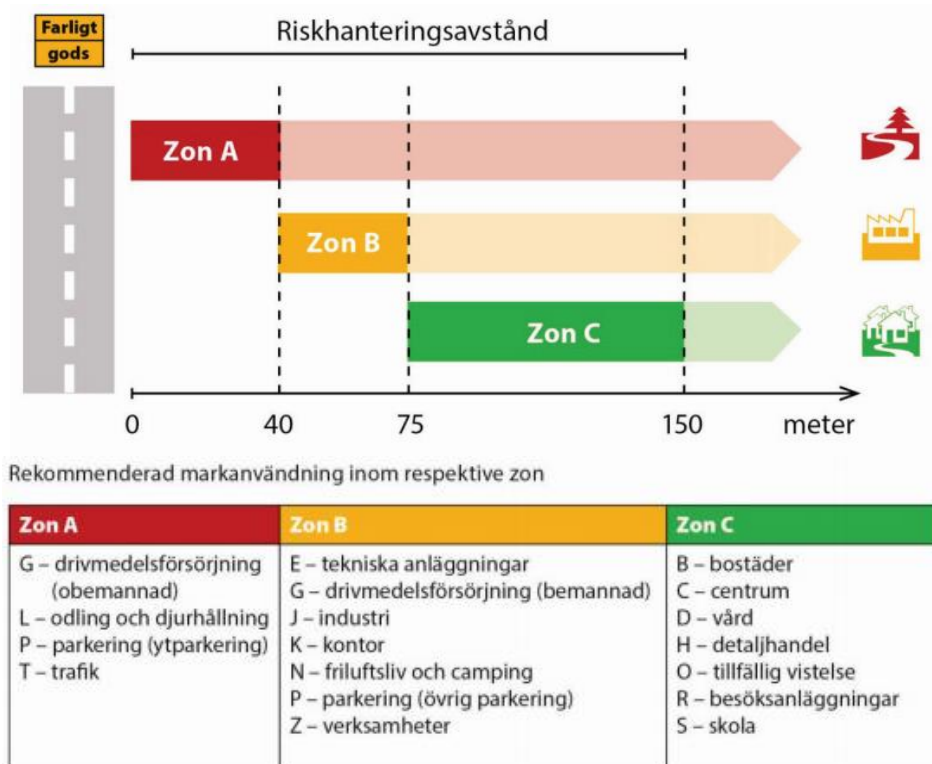 Farligt
gods
Riskhanteringsavstånd
Zon A
Zon B
Zon C
0 40 75 150 meter
Rekommenderad markanvändning inom respektive zon
Zon A
G – drivmedelsförsörjning
(obemannad)
L – odling och djurhållning
P – parkering (ytparkering)
T – trafik
Zon B
E – tekniska anläggningar
G – drivmedelsförsörjning (bemannad)
J – industri
K – kontor
N – friluftsliv och camping
P – parkering (övrig parkering)
Z – verksamheter
Zon C
B – bostäder
C – centrum
D – vård
H – detaljhandel
O – tillfällig vistelse
R – besöksanläggningar
S – skola